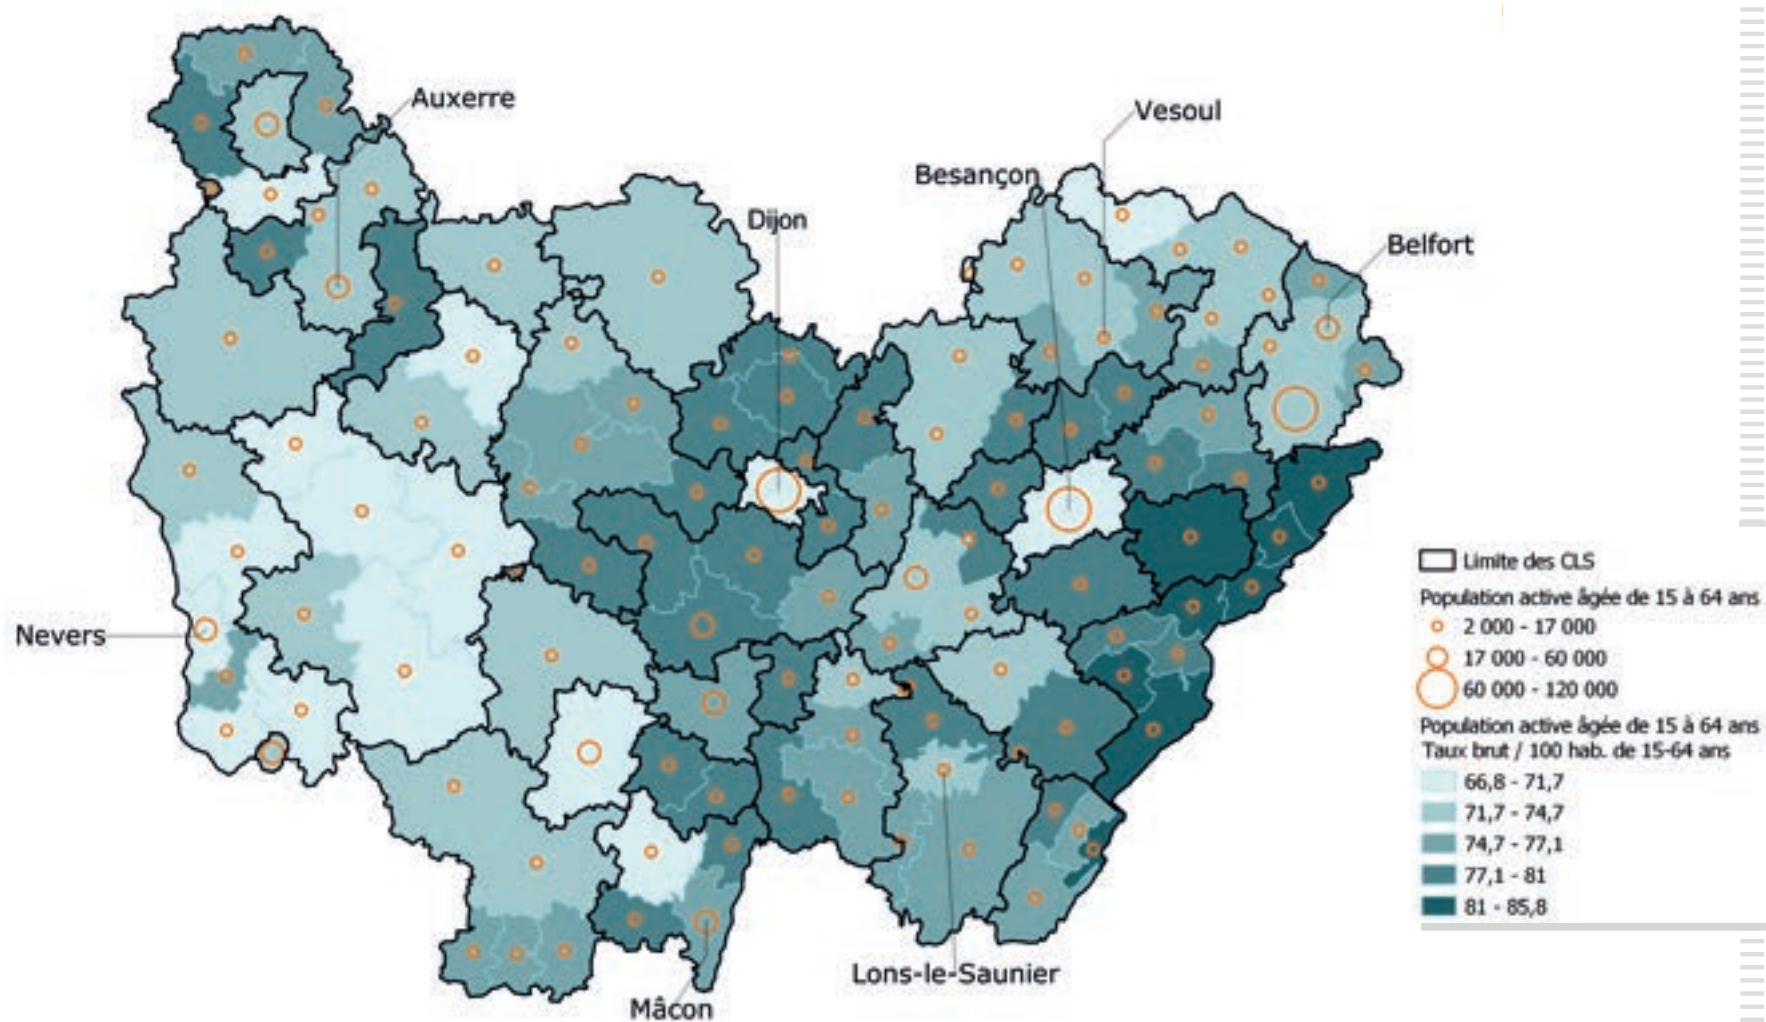 Auxerre
Vesoul
Besançon
Dijon
Belfort
Nevers
Limite des CLS
Population active âgée de 15 à 64 ans
2 000 - 17 000
17 000 - 60 000
60 000 - 120 000
Population active âgée de 15 à 64 ans
Taux brut / 100 hab. de 15-64 ans
66,8 - 71,7
71,7 - 74,7
74,7 - 77,1
77,1 - 81
81 - 85,8
Lons-le-Saunier
Mâcon